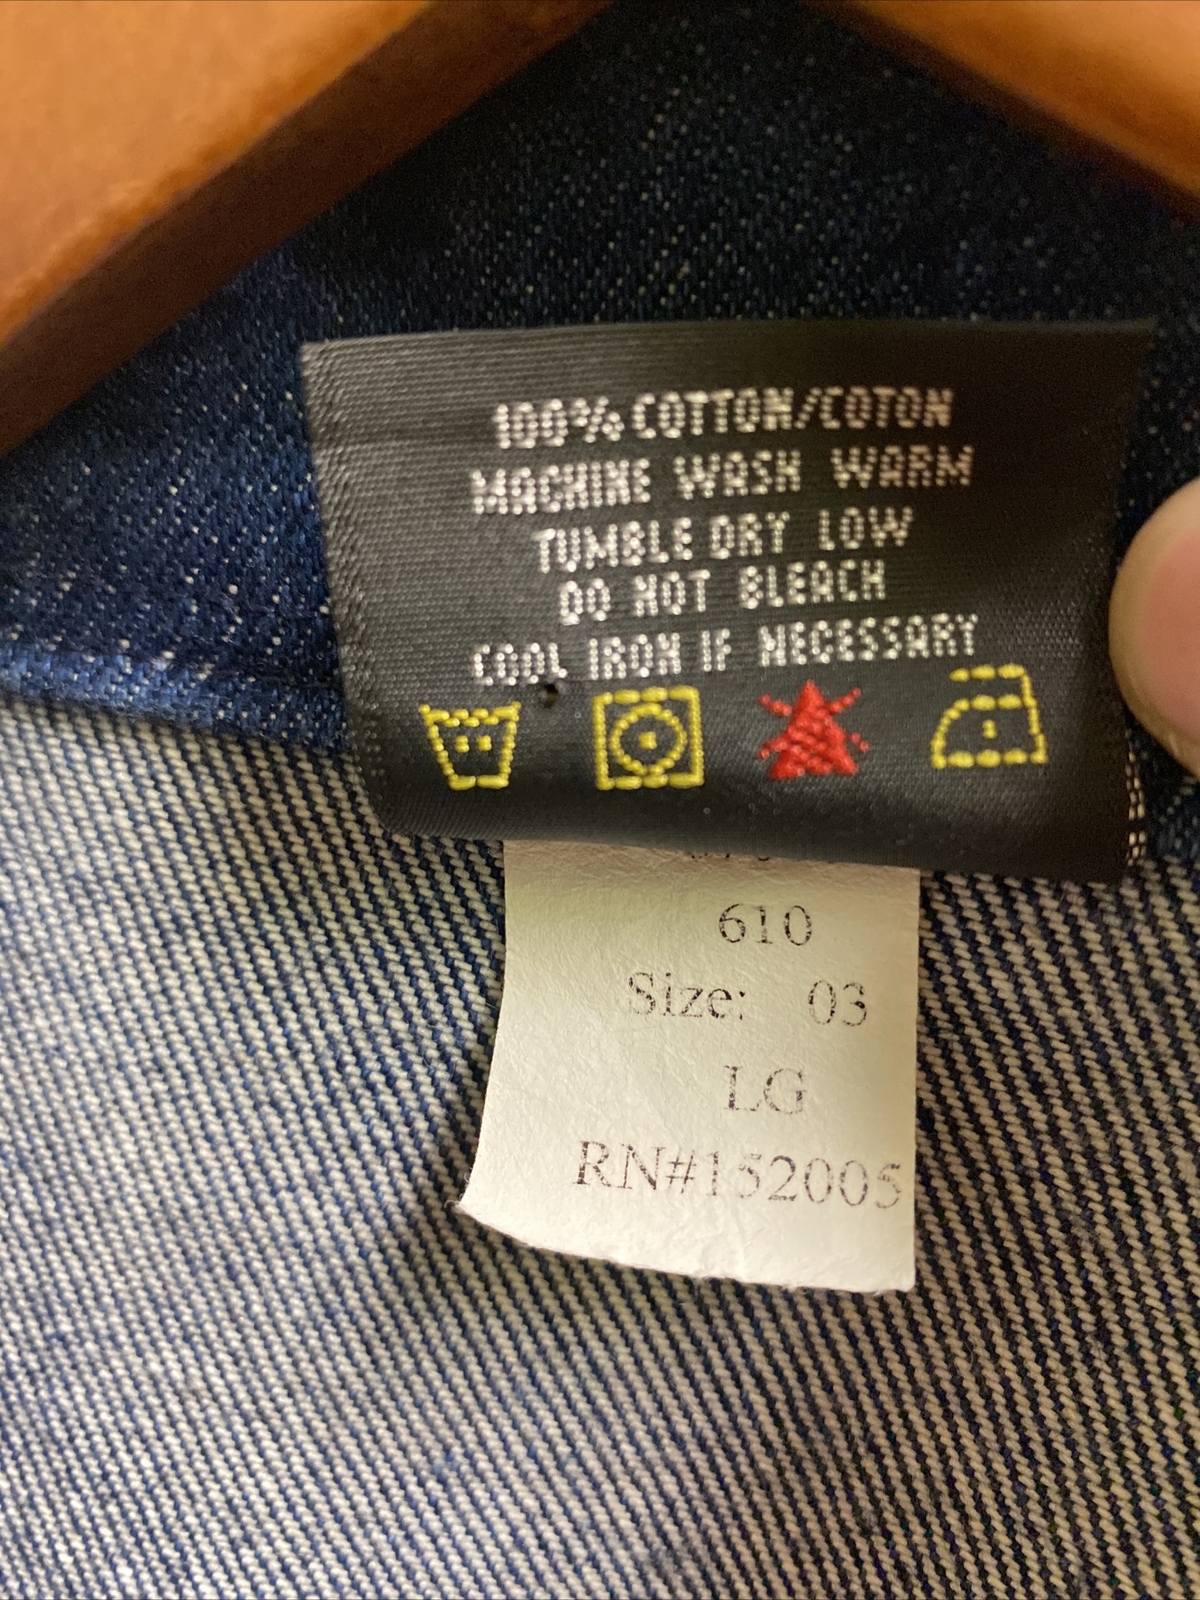 100% COTTON/COTON
MACHINE WASH WARM
TUMBLE DRY LOW
DO NOT BLEACH
COOL IRON IF NECESSARY
610
Size: 03
LG
RN#152005